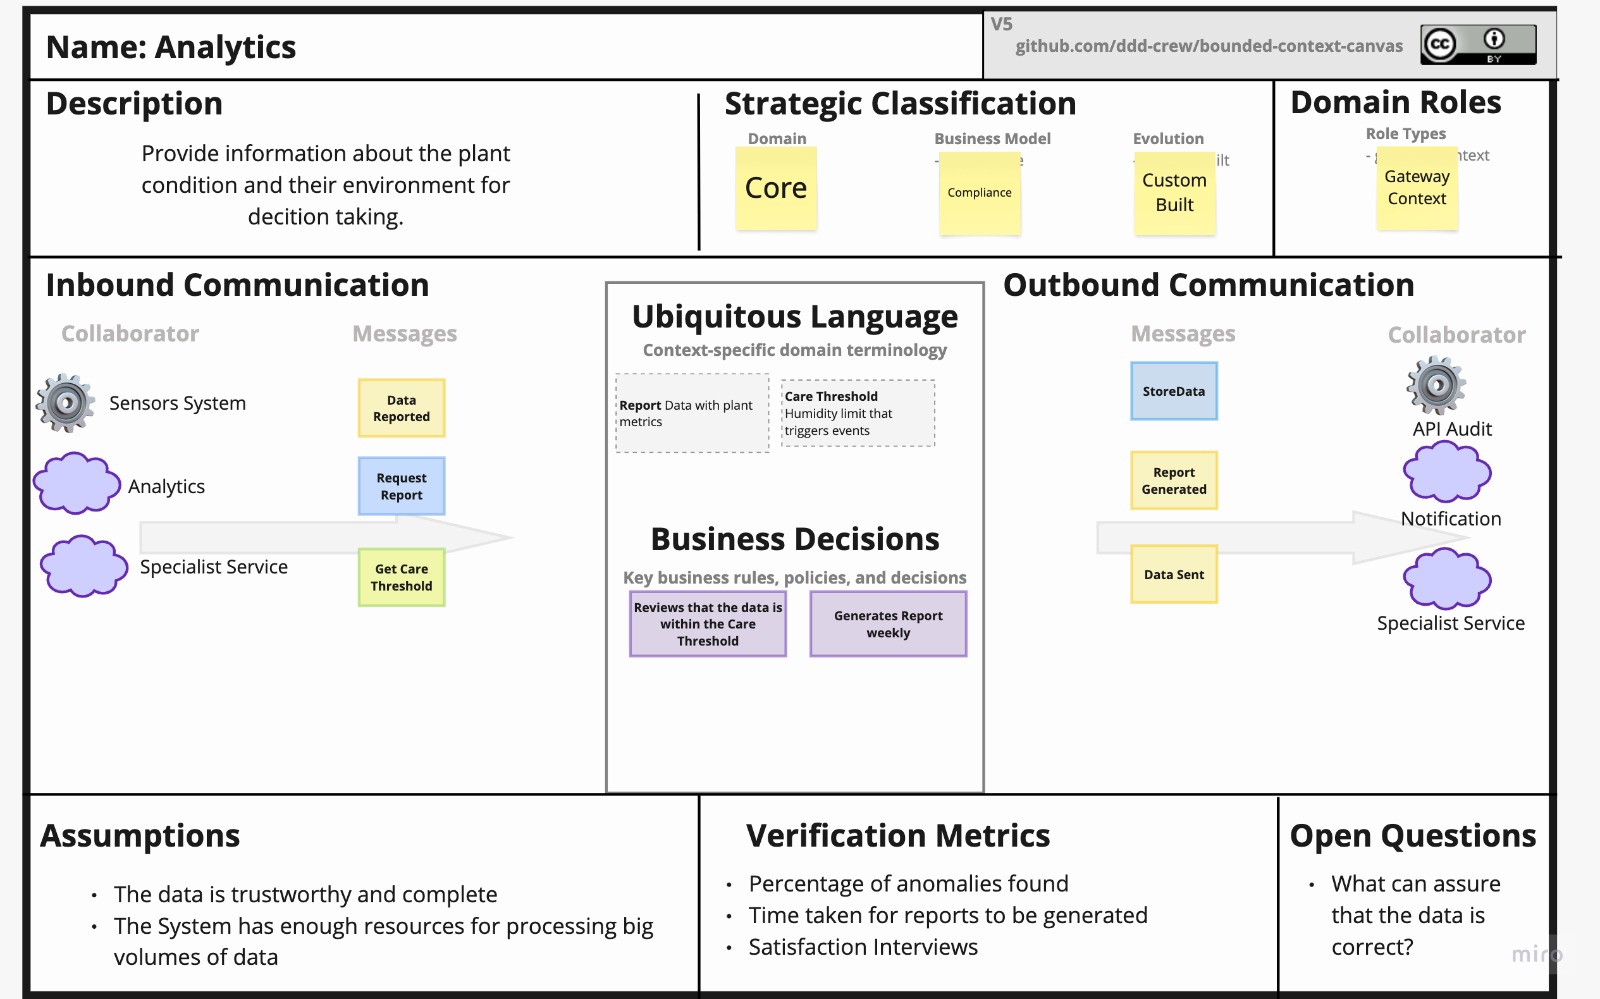 Name: Analytics
V5
github.com/ddd-crew/bounded-context-canvas
cc
BY
Description
Provide information about the plant
condition and their environment for
decition taking.
Strategic Classification
Domain
Core
Business Model
Compliance
Evolution
Custom
Built
Domain Roles
Role Types
Gateway
Context
Inbound Communication
Collaborator
Messages
Sensors System
Data
Reported
Analytics
Request
Report
Specialist Service
Get Care
Threshold
Ubiquitous Language
Context-specific domain terminology
Report Data with plant
metrics
Care Threshold
Humidity limit that
triggers events
Business Decisions
Key business rules, policies, and decisions
Reviews that the data is
within the Care
Threshold
Generates Report
weekly
Outbound Communication
Messages
Collaborator
StoreData
API Audit
Report
Generated
Notification
Data Sent
Specialist Service
Assumptions
• The data is trustworthy and complete
• The System has enough resources for processing big
volumes of data
Verification Metrics
• Percentage of anomalies found
• Time taken for reports to be generated
• Satisfaction Interviews
Open Questions
• What can assure
that the data is
correct?
miro